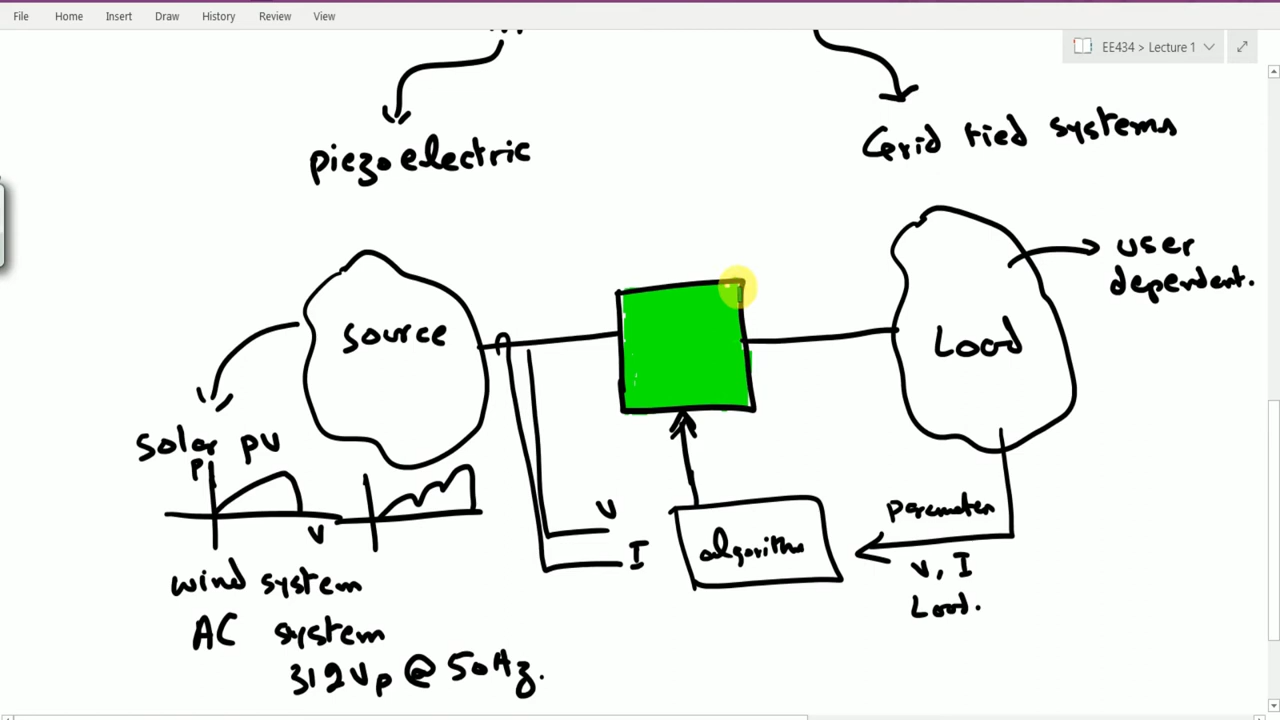 File Home Insert Draw History Review View
EE434 > Lecture 1
piezoelectric
Grid tied systems
source
Load
user
dependent.
solar PV
P
V
V
I
algorithm
parameter
V, I
Load.
wind system
AC system
312Vp @ 50Hz.